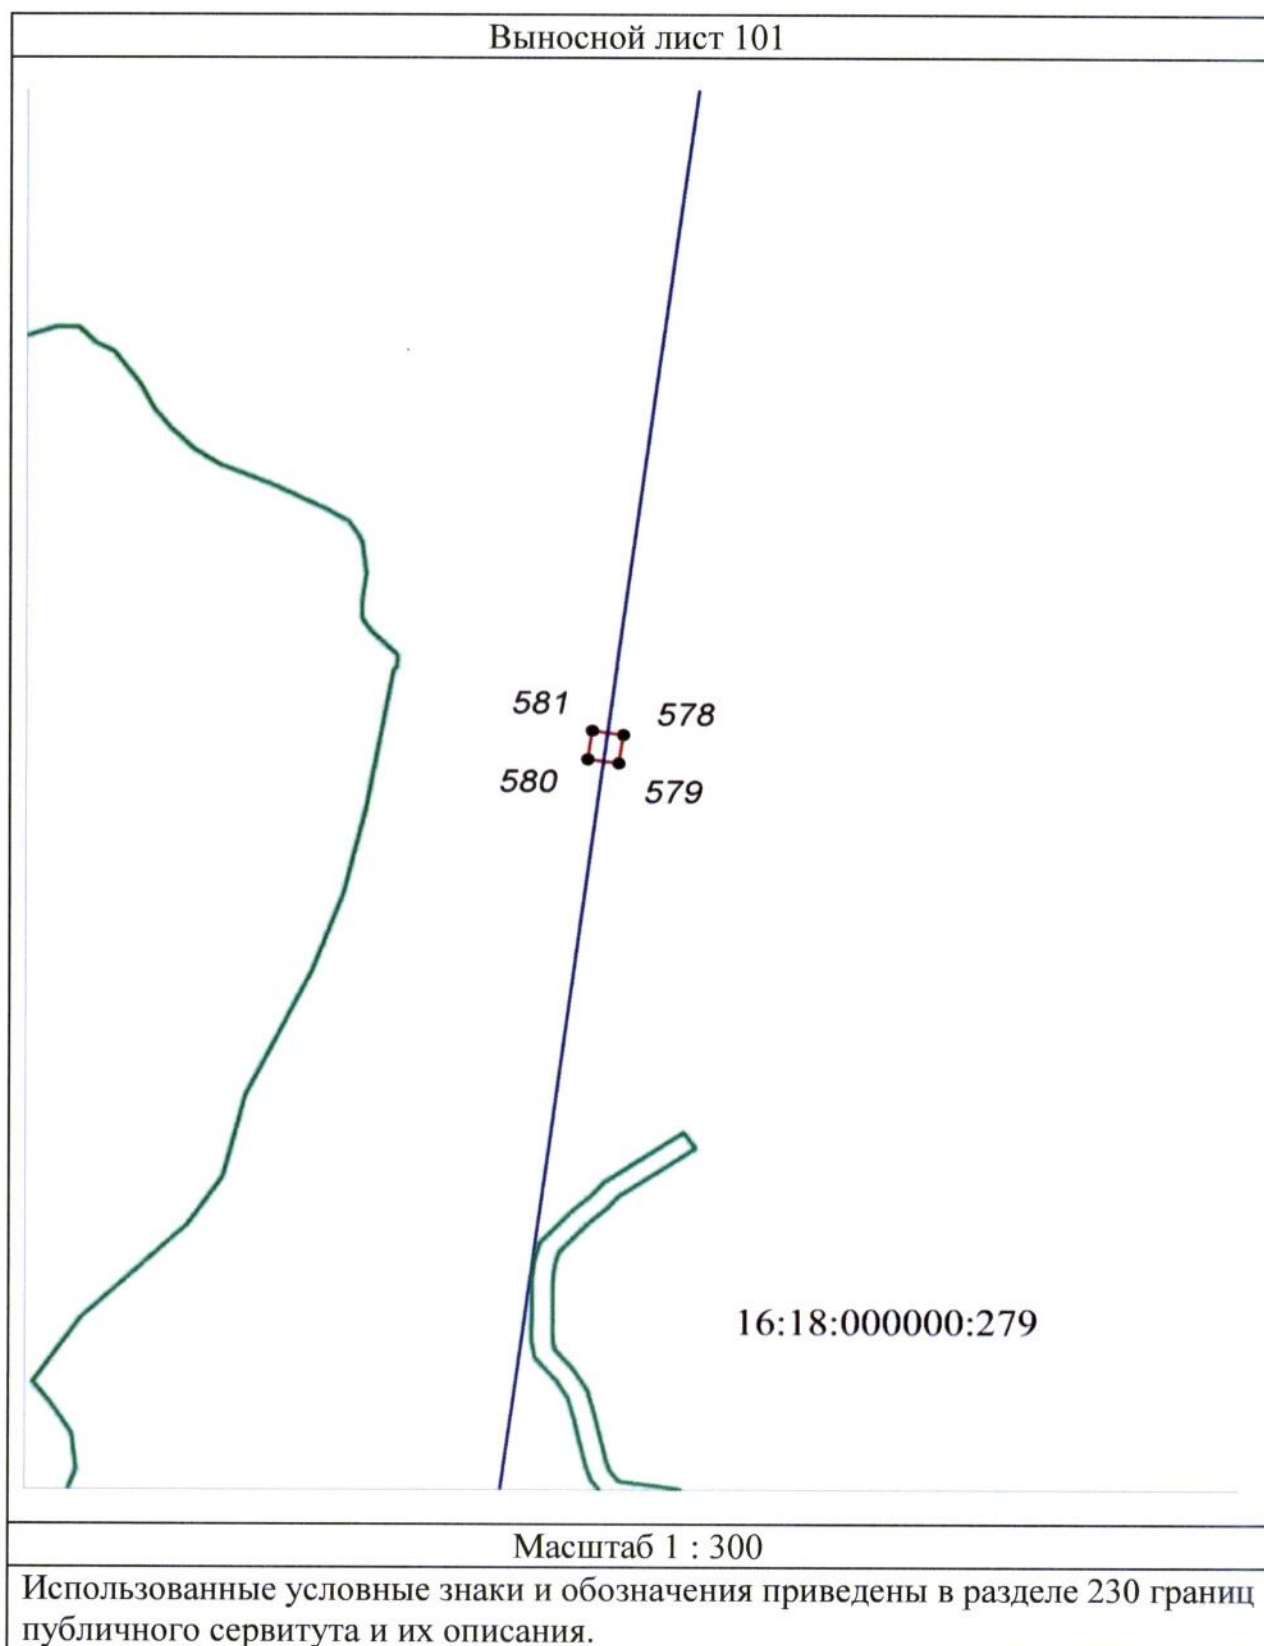 Выносной лист 101
581
578
580
579
16:18:000000:279
Масштаб 1 : 300
Использованные условные знаки и обозначения приведены в разделе 230 границ
публичного сервитута и их описания.